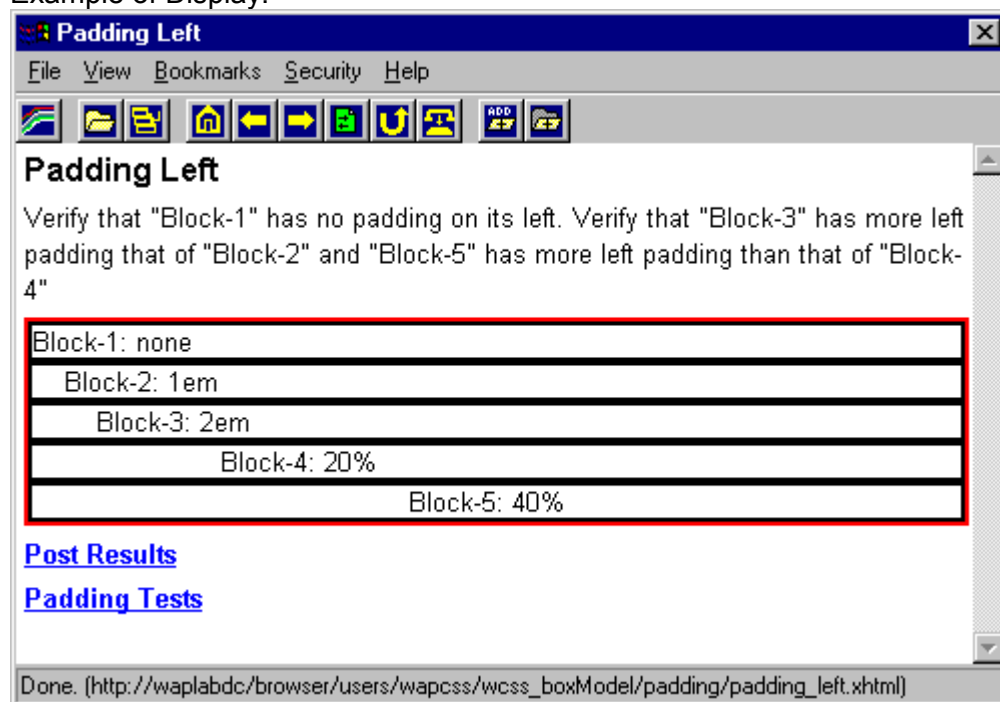 Example of Display:
Padding Left
File View Bookmarks Security Help
ADD
Padding Left
Verify that "Block-1" has no padding on its left. Verify that "Block-3" has more left
padding that of "Block-2" and "Block-5" has more left padding than that of "Block-
4"
Block-1: none
Block-2: 1em
Block-3: 2em
Block-4: 20%
Block-5: 40%
Post Results
Padding Tests
Done. (http://waplabdc/browser/users/wapcss/wcss_boxModel/padding/padding_left.xhtml)